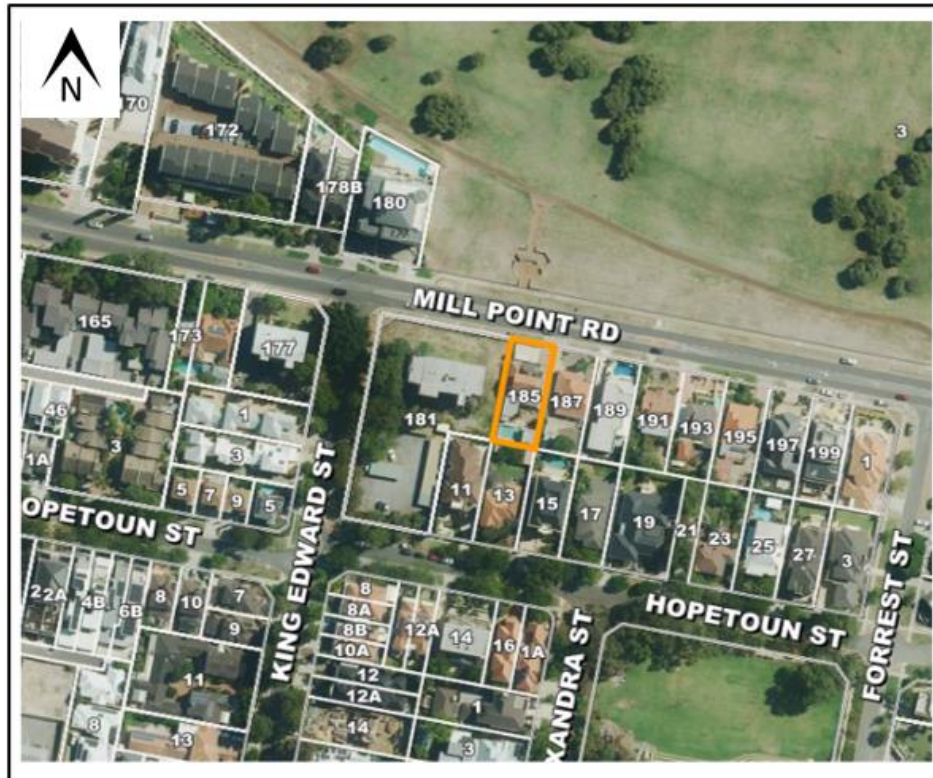 N
170
172
178B
180
179
3
MILL POINT RD
165
173
177
181
185
187
189
191
193
195
197
199
1
46
3
1A
1
3
5
7
9
5
11
13
15
17
19
21
23
25
27
3
OPETOUN ST
KING EDWARD ST
HOPETOUN ST
FORREST ST
XANDRA ST
2A
4B
6B
8
10
7
9
11
8
13
8
8A
8B
10A
12A
14
16
1A
12
12A
14
1
3